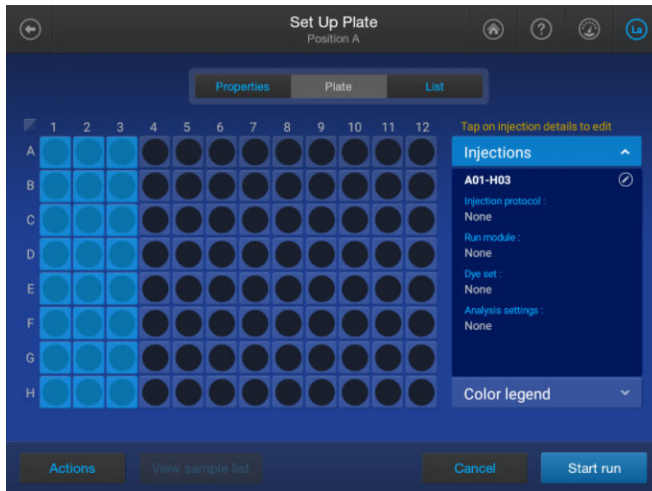 Set Up Plate
Position A
?
La
Properties Plate List
1 2 3 4 5 6 7 8 9 10 11 12
A
B
C
D
E
F
G
H
Tap on injection details to edit
Injections
A01-H03
Injection protocol :
None
Run module :
None
Dye set :
None
Analysis settings :
None
Color legend
Actions View sample list Cancel Start run